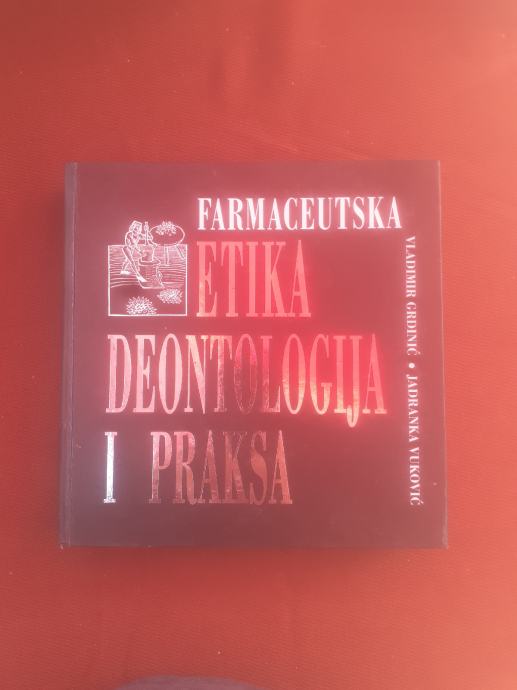 FARMACEUTSKA
ETIKA
DEONTOLOGIJA
I PRAKSA
VLADIMIR GRDINIĆ • JADRANKA VUKOVIĆ